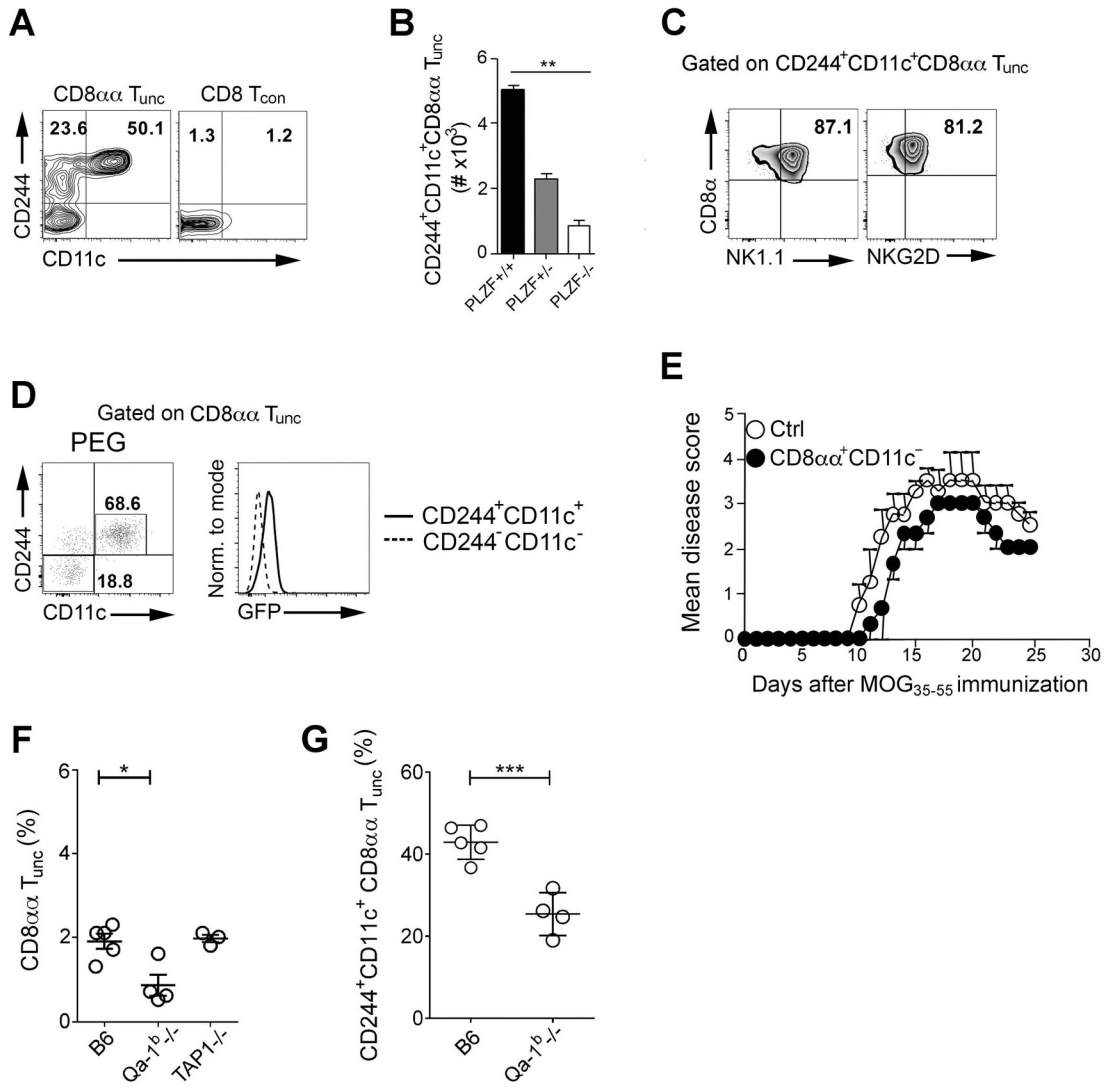 A
CD8αα Tunc
CD8 Tcon
23.6
50.1
1.3
1.2
CD244
CD11c
B
CD244+CD11c+CD8αα Tunc
(# x10³)
**
6
4
2
0
PLZF+/+
PLZF+/-
PLZF-/-
C
Gated on CD244+CD11c+CD8αα Tunc
87.1
81.2
CD8α
NK1.1
NKG2D
D
Gated on CD8αα Tunc
PEG
68.6
18.8
CD244
CD11c
Norm. to mode
GFP
CD244+CD11c+
CD244-CD11c-
E
Mean disease score
5
4
3
2
1
0
Ctrl
CD8αα+CD11c−
0
5
10
15
20
25
30
Days after MOG35-55 immunization
F
CD8αα Tunc (%)
6
4
2
0
*
B6
Qa-1b-/-
TAP1-/-
G
CD244+CD11c+ CD8αα Tunc (%)
60
40
20
0
***
B6
Qa-1b-/-